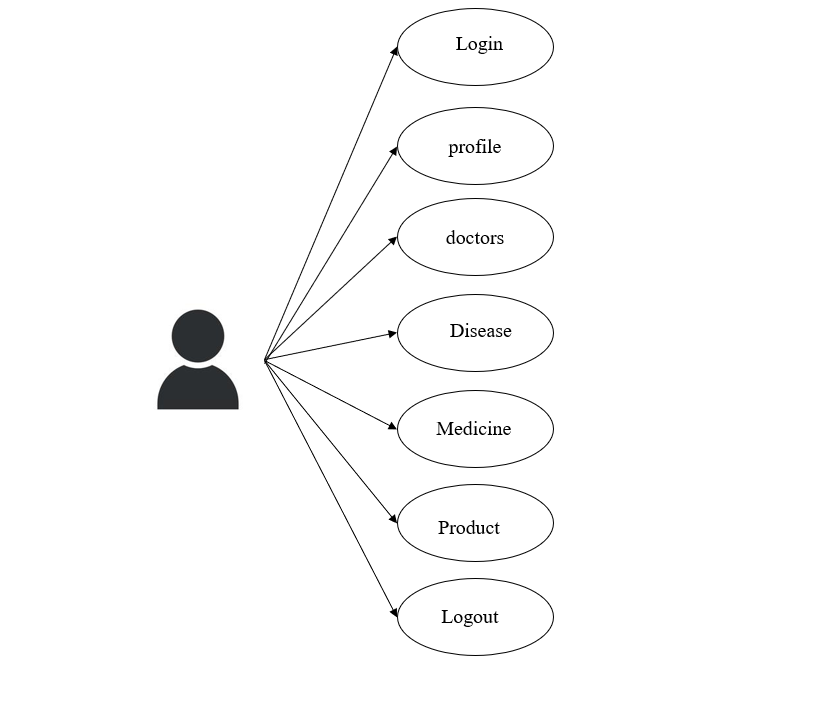 Login
profile
doctors
Disease
Medicine
Product
Logout